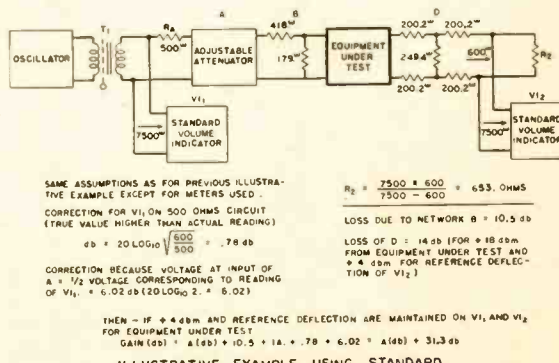 OSCILLATOR
T1
RA
500ω
A
ADJUSTABLE
ATTENUATOR
B
418ω
179ω
EQUIPMENT
UNDER
TEST
D
200.2ω 200.2ω
249.4ω
600ω
200.2ω 200.2ω
R2
VI1
7500ω
STANDARD
VOLUME
INDICATOR
VI2
7500ω
STANDARD
VOLUME
INDICATOR
SAME ASSUMPTIONS AS FOR PREVIOUS ILLUSTRA-
TIVE EXAMPLE EXCEPT FOR METERS USED.
CORRECTION FOR VI1 ON 500 OHMS CIRCUIT
(TRUE VALUE HIGHER THAN ACTUAL READING)
db = 20 LOG10 √600/500 = .78 db
CORRECTION BECAUSE VOLTAGE AT INPUT OF
A = 1/2 VOLTAGE CORRESPONDING TO READING
OF VI1. = 6.02 db (20 LOG10 2. = 6.02)
R2 = 7500 × 600 / 7500 - 600 = 653. OHMS
LOSS DUE TO NETWORK B = 10.5 db
LOSS OF D = 14 db (FOR + 18 dbm
FROM EQUIPMENT UNDER TEST AND
+ 4 dbm FOR REFERENCE DEFLEC-
TION OF VI2)
THEN - IF + 4 dbm AND REFERENCE DEFLECTION ARE MAINTAINED ON VI1 AND VI2
FOR EQUIPMENT UNDER TEST
GAIN (db) = A (db) + 10.5 + 14. + .78 + 6.02 = A (db) + 31.3 db
ILLUSTRATIVE EXAMPLE USING STANDARD